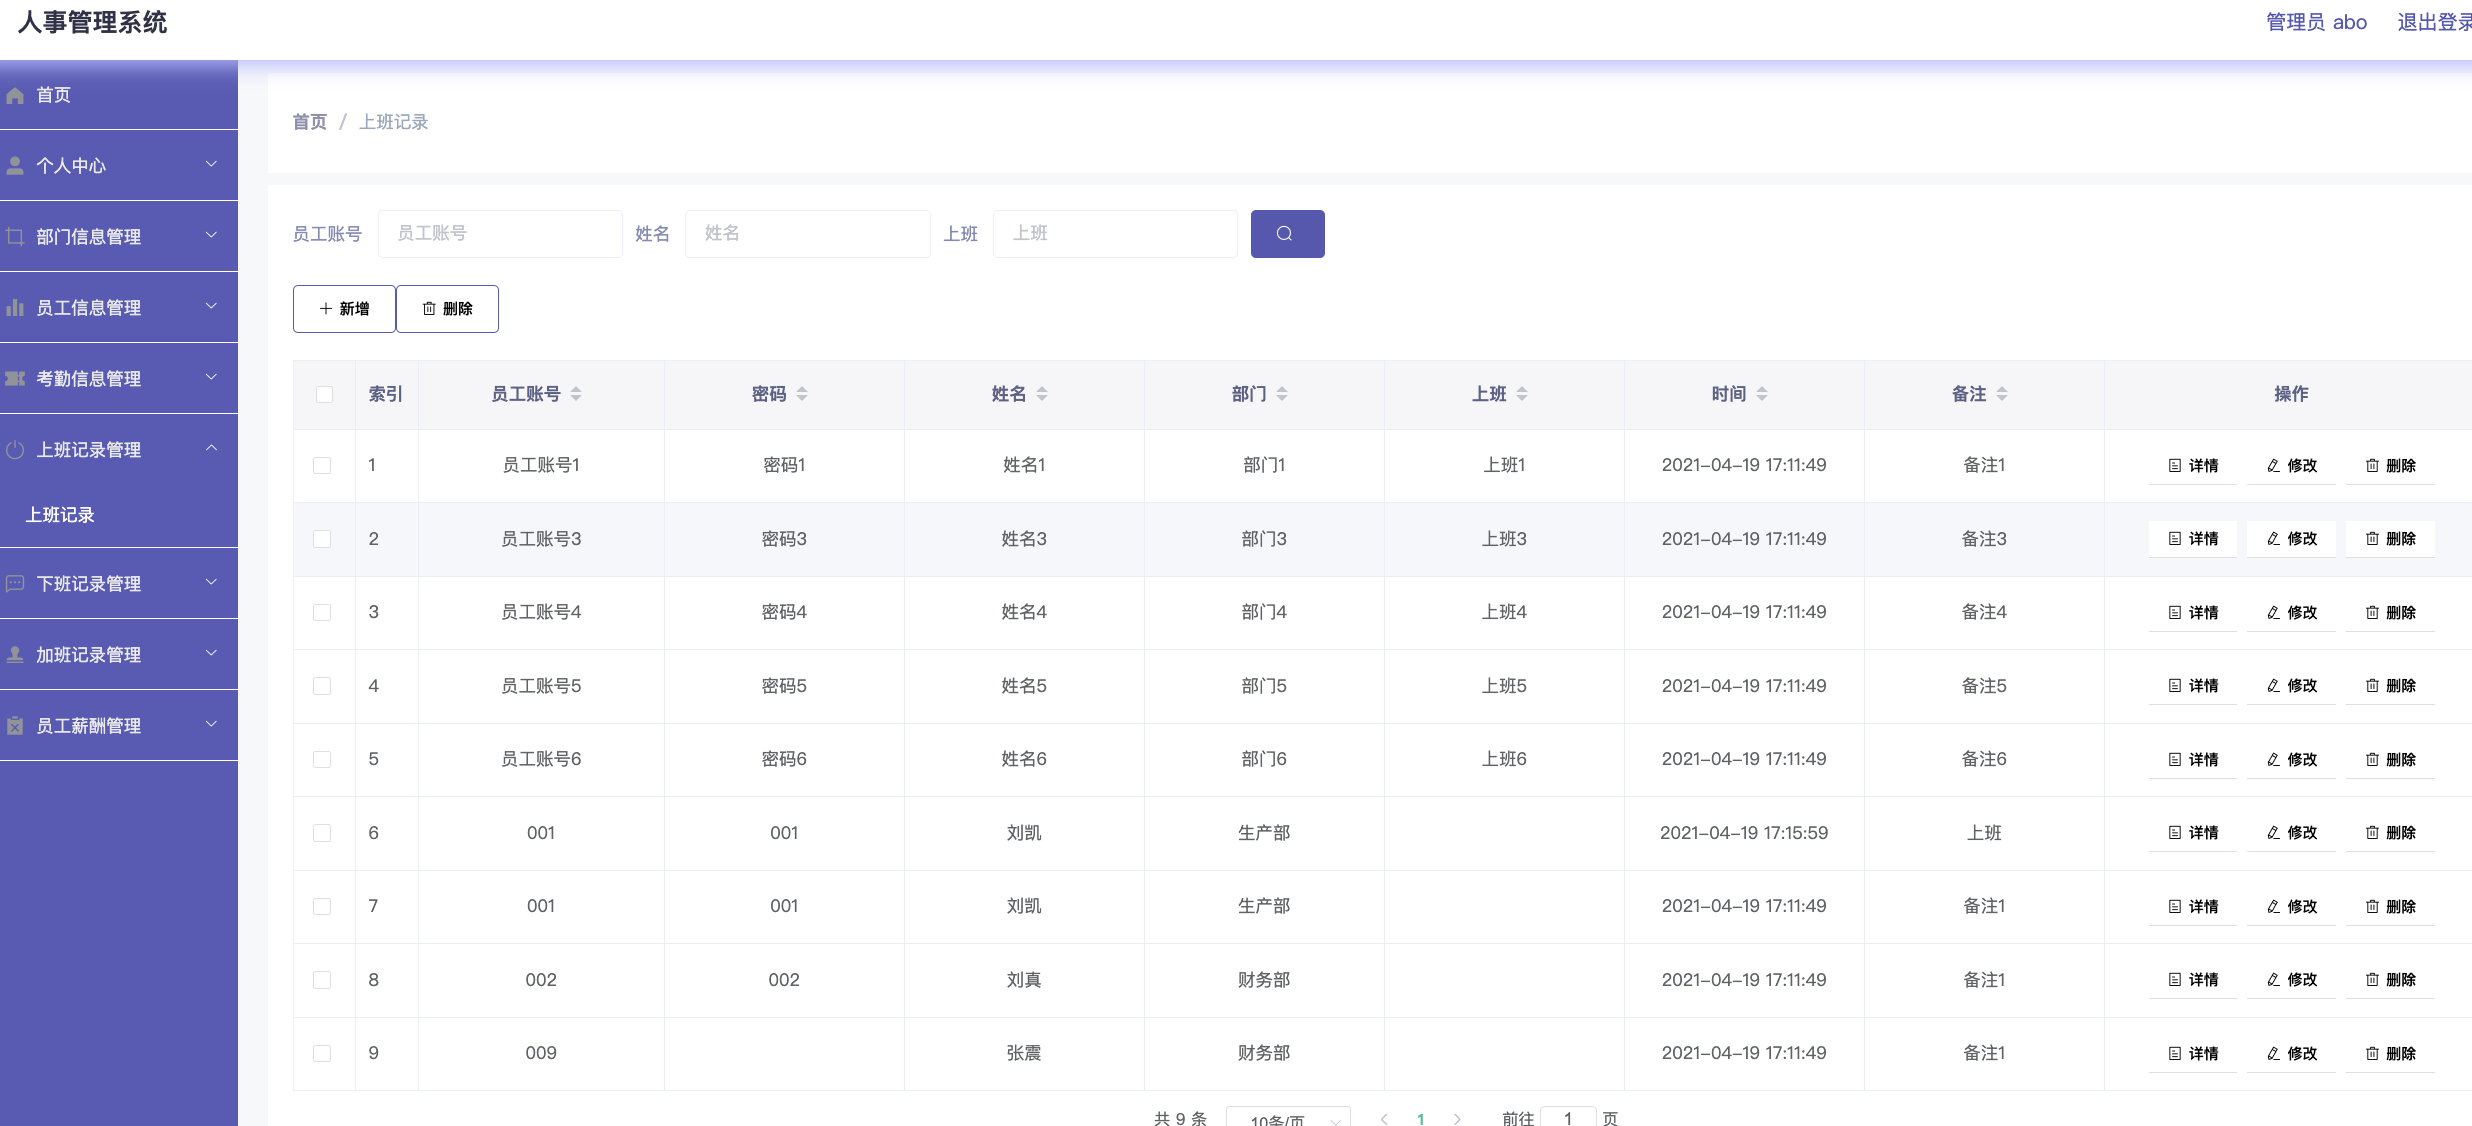 人事管理系统
管理员 abo 退出登录
首页
个人中心
部门信息管理
员工信息管理
考勤信息管理
上班记录管理
上班记录
下班记录管理
加班记录管理
员工薪酬管理
首页 / 上班记录
员工账号 员工账号 姓名 姓名 上班 上班
新增 删除
索引 员工账号 密码 姓名 部门 上班 时间 备注 操作
1 员工账号1 密码1 姓名1 部门1 上班1 2021-04-19 17:11:49 备注1 详情 修改 删除
2 员工账号3 密码3 姓名3 部门3 上班3 2021-04-19 17:11:49 备注3 详情 修改 删除
3 员工账号4 密码4 姓名4 部门4 上班4 2021-04-19 17:11:49 备注4 详情 修改 删除
4 员工账号5 密码5 姓名5 部门5 上班5 2021-04-19 17:11:49 备注5 详情 修改 删除
5 员工账号6 密码6 姓名6 部门6 上班6 2021-04-19 17:11:49 备注6 详情 修改 删除
6 001 001 刘凯 生产部 2021-04-19 17:15:59 上班 详情 修改 删除
7 001 001 刘凯 生产部 2021-04-19 17:11:49 备注1 详情 修改 删除
8 002 002 刘真 财务部 2021-04-19 17:11:49 备注1 详情 修改 删除
9 009 张震 财务部 2021-04-19 17:11:49 备注1 详情 修改 删除
共 9 条 10条/页 1 前往 1 页